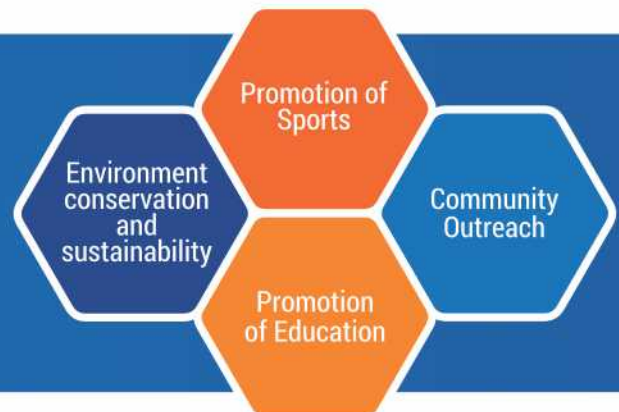 Promotion of
Sports
Environment
conservation
and
sustainability
Community
Outreach
Promotion
of Education